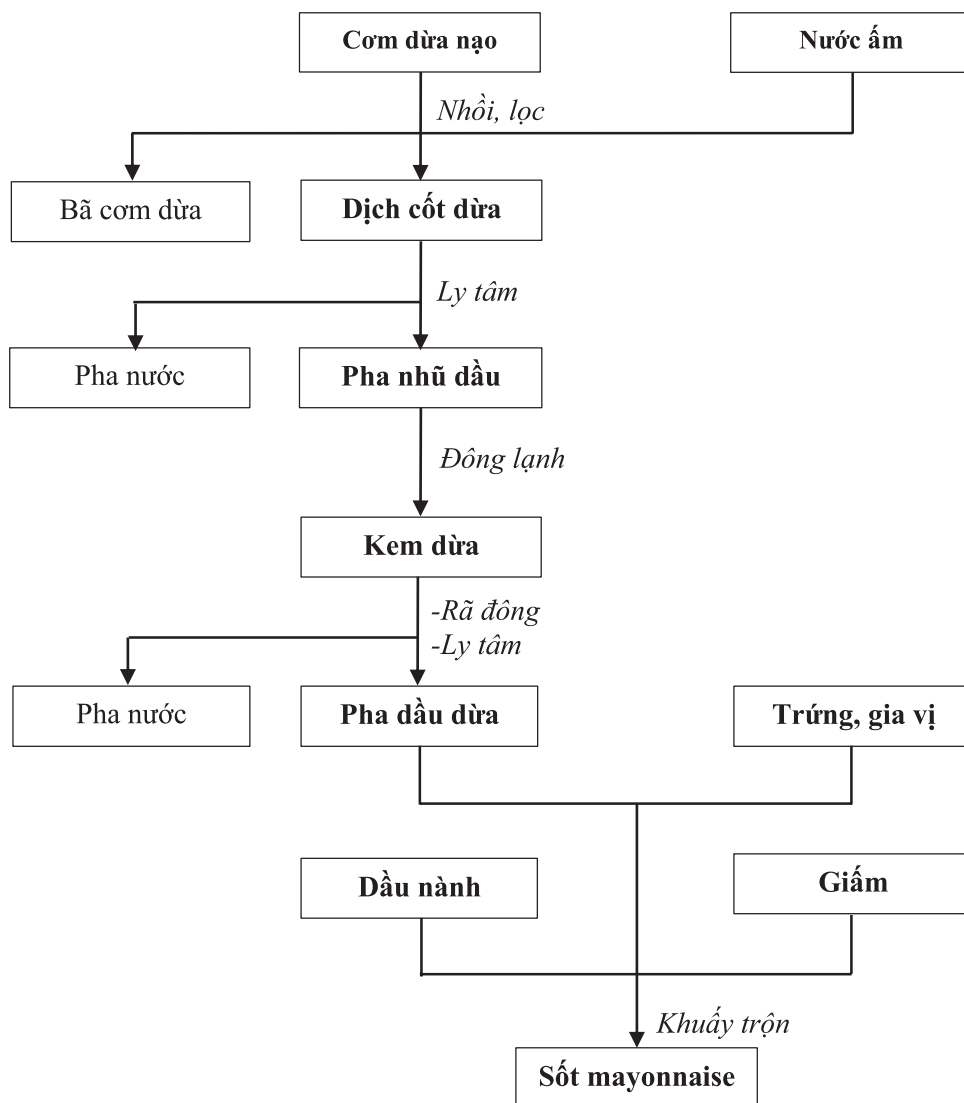 Cơm dừa nạo
Nước ấm
Nhồi, lọc
Bã cơm dừa
Dịch cốt dừa
Ly tâm
Pha nước
Pha nhũ dầu
Đông lạnh
Kem dừa
-Rã đông
-Ly tâm
Pha nước
Pha dầu dừa
Trứng, gia vị
Dầu nành
Giấm
Khuấy trộn
Sốt mayonnaise